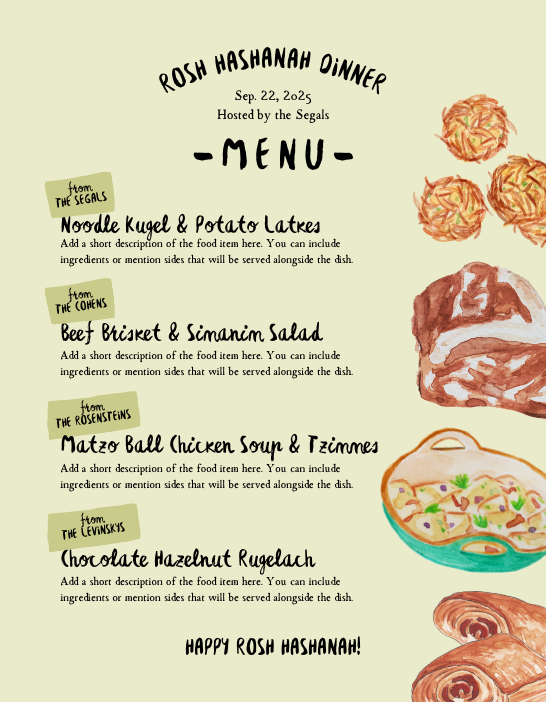 ROSH HASHANAH DINNER
Sep. 22, 2025
Hosted by the Segals
- MENU -
from
THE SEGALS
Noodle Kugel & Potato Latkes
Add a short description of the food item here. You can include
ingredients or mention sides that will be served alongside the dish.
from
THE COHENS
Beef Brisket & Simanim Salad
Add a short description of the food item here. You can include
ingredients or mention sides that will be served alongside the dish.
from
THE ROSENSTEINS
Matzo Ball Chicken Soup & Tzimmes
Add a short description of the food item here. You can include
ingredients or mention sides that will be served alongside the dish.
from
THE LEVINSKYS
Chocolate Hazelnut Rugelach
Add a short description of the food item here. You can include
ingredients or mention sides that will be served alongside the dish.
HAPPY ROSH HASHANAH!